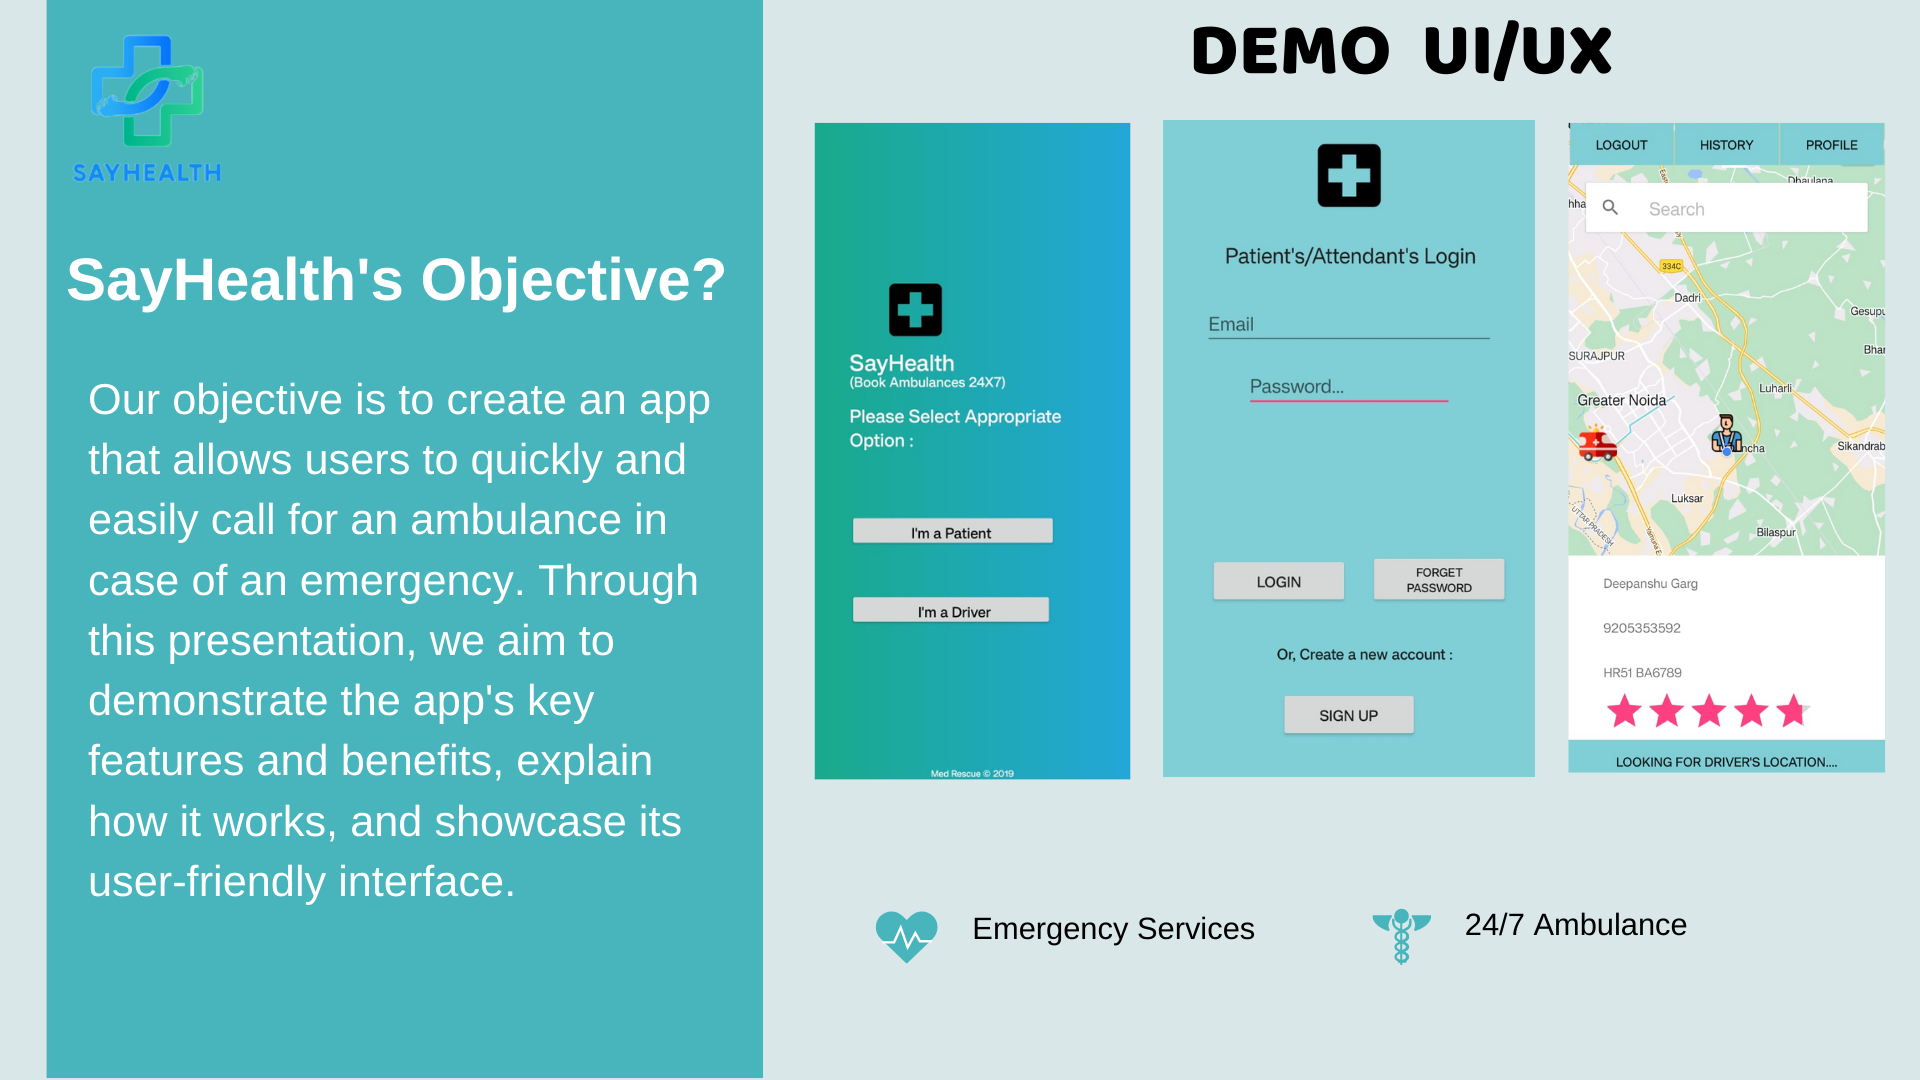 SAYHEALTH
SayHealth's Objective?
Our objective is to create an app
that allows users to quickly and
easily call for an ambulance in
case of an emergency. Through
this presentation, we aim to
demonstrate the app's key
features and benefits, explain
how it works, and showcase its
user-friendly interface.
DEMO UI/UX
SayHealth
(Book Ambulances 24X7)
Please Select Appropriate
Option :
I'm a Patient
I'm a Driver
Med Rescue © 2019
Patient's/Attendant's Login
Email
Password...
LOGIN
FORGET
PASSWORD
Or, Create a new account :
SIGN UP
LOGOUT HISTORY PROFILE
Dhaulana
hha
Search
334C
Dadri
Gesupu
Bhar
SURAJPUR
Luharli
Greater Noida
ncha
Sikandrab
Luksar
UTTAR PRADESH
Bilaspur
Deepanshu Garg
9205353592
HR51 BA6789
LOOKING FOR DRIVER'S LOCATION....
Emergency Services
24/7 Ambulance